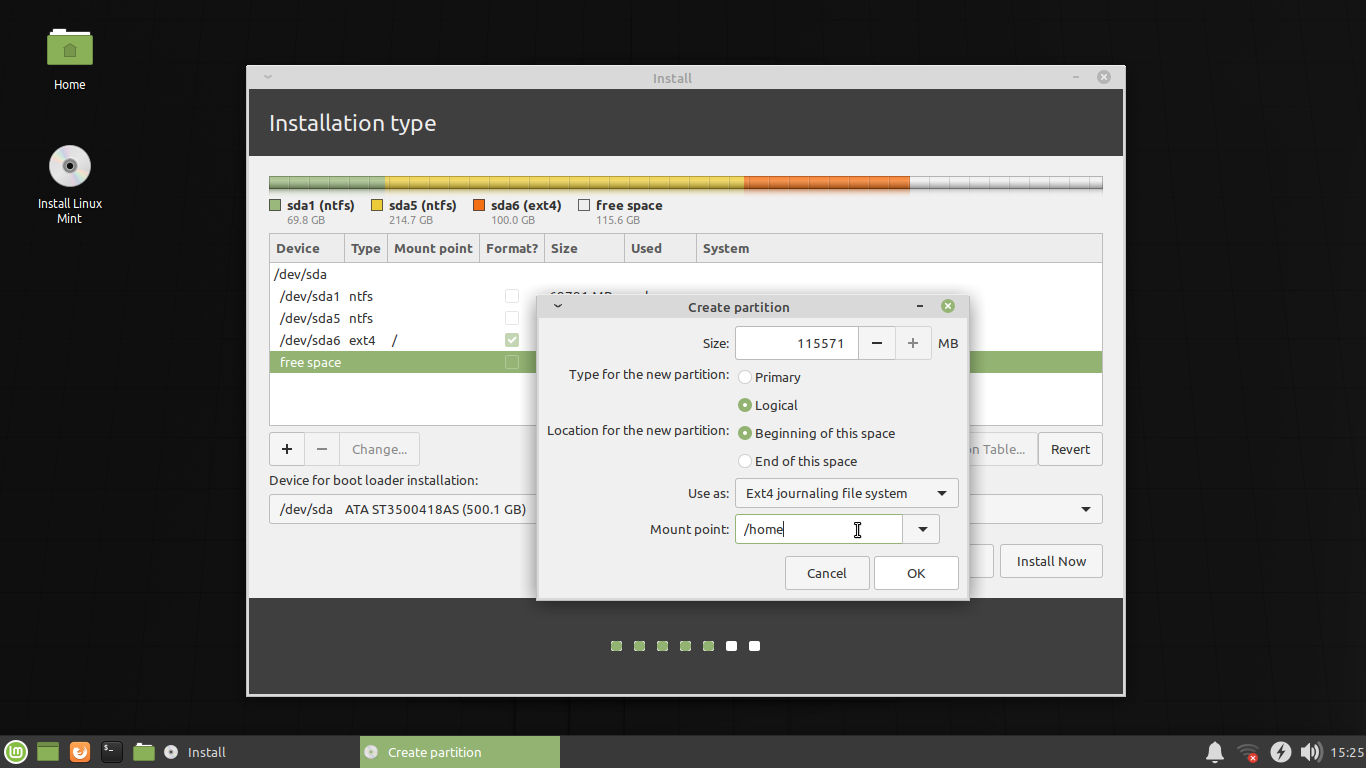 Home
Install Linux
Mint
Install
Installation type
sda1 (ntfs) sda5 (ntfs) sda6 (ext4) free space
69.8 GB 214.7 GB 100.0 GB 115.6 GB
Device Type Mount point Format? Size Used System
/dev/sda
/dev/sda1 ntfs
/dev/sda5 ntfs
/dev/sda6 ext4 /
free space
Change... Table... Revert
Device for boot loader installation:
/dev/sda ATA ST3500418AS (500.1 GB)
Install Now
Create partition
Size: 115571 MB
Type for the new partition: Primary
Logical
Location for the new partition: Beginning of this space
End of this space
Use as: Ext4 journaling file system
Mount point: /home
Cancel OK
Install Create partition 15:25